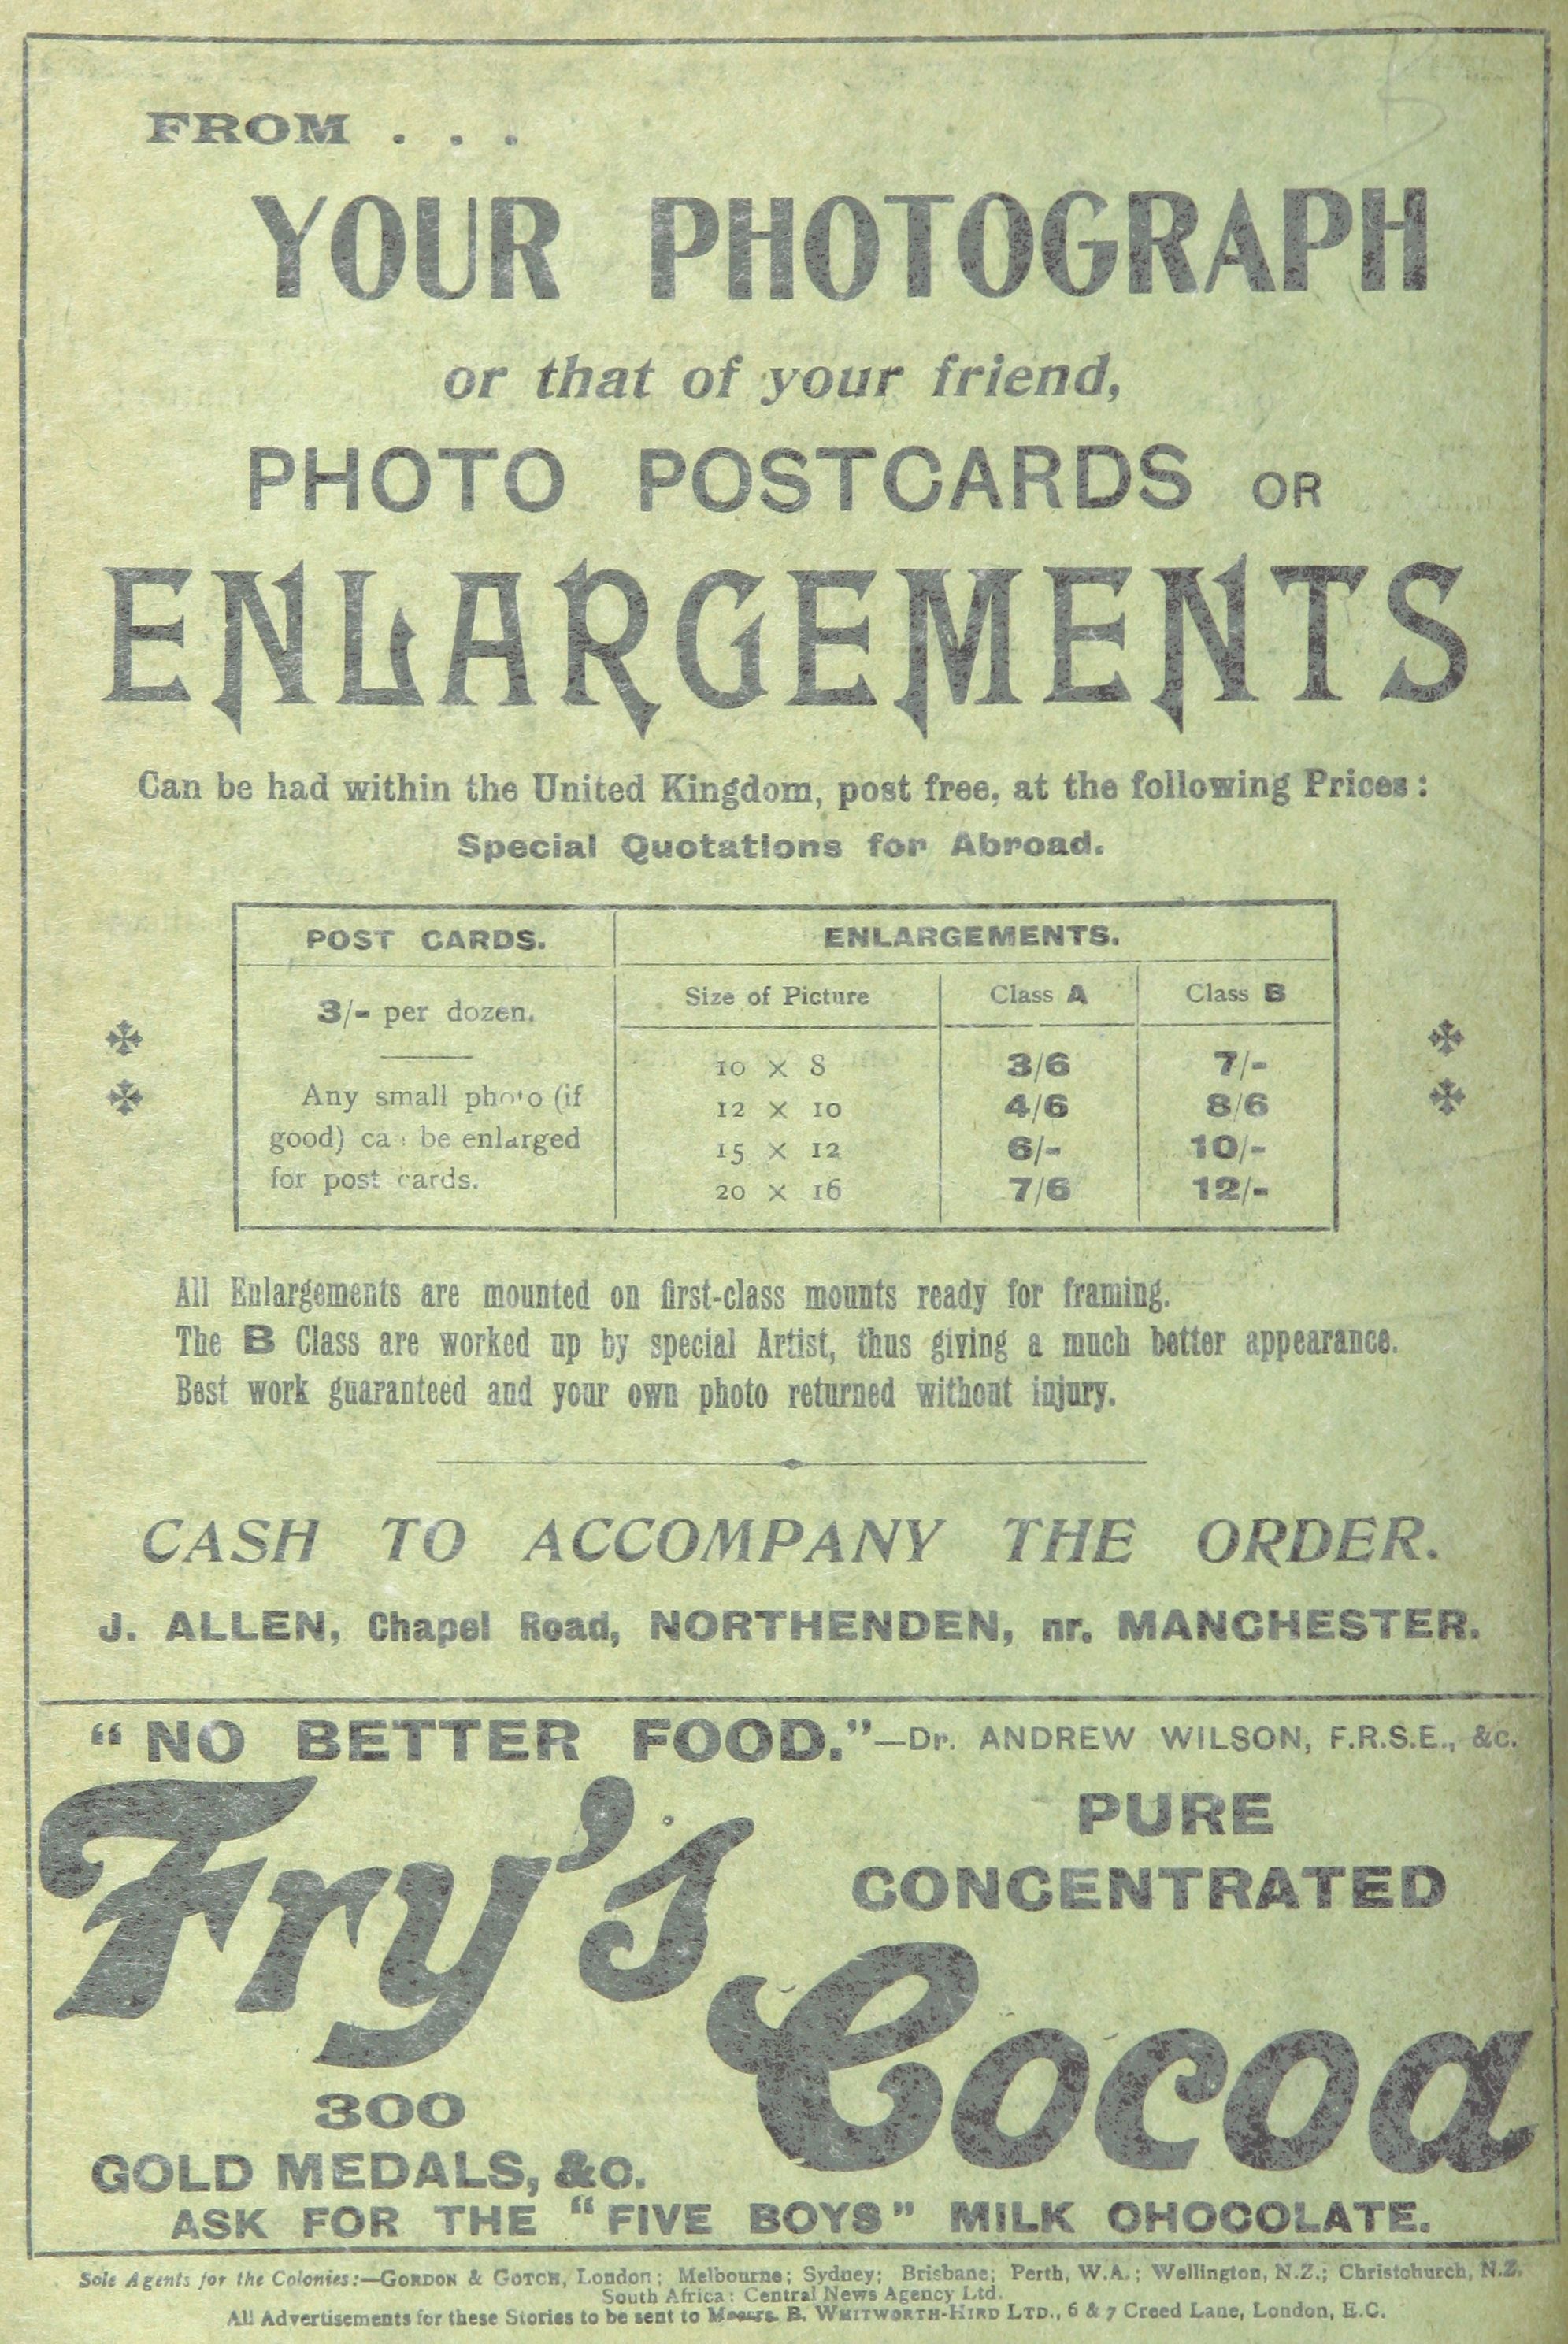 FROM . . .
YOUR PHOTOGRAPH
or that of your friend,
PHOTO POSTCARDS OR
ENLARGEMENTS
Can be had within the United Kingdom, post free, at the following Prices:
Special Quotations for Abroad.
POST CARDS.
3/- per dozen.
Any small photo (if
good) ca be enlarged
for post cards.
ENLARGEMENTS.
Size of Picture Class A Class B
10 × 8 3/6 7/-
12 × 10 4/6 8/6
15 × 12 6/- 10/-
20 × 16 7/6 12/-
All Enlargements are mounted on first-class mounts ready for framing.
The B Class are worked up by special Artist, thus giving a much better appearance.
Best work guaranteed and your own photo returned without injury.
CASH TO ACCOMPANY THE ORDER.
J. ALLEN, Chapel Road, NORTHENDEN, nr. MANCHESTER.
"NO BETTER FOOD."—Dr. ANDREW WILSON, F.R.S.E., &c.
Fry's
PURE
CONCENTRATED
Cocoa
300
GOLD MEDALS, &c.
ASK FOR THE "FIVE BOYS" MILK CHOCOLATE.
Sole Agents for the Colonies:—GORDON & GOTCH, London; Melbourne; Sydney; Brisbane; Perth, W.A.; Wellington, N.Z.; Christchurch, N.Z.
South Africa: Central News Agency Ltd.
All Advertisements for these Stories to be sent to Messrs. B. WHITWORTH-HIRD LTD., 6 & 7 Creed Lane, London, E.C.